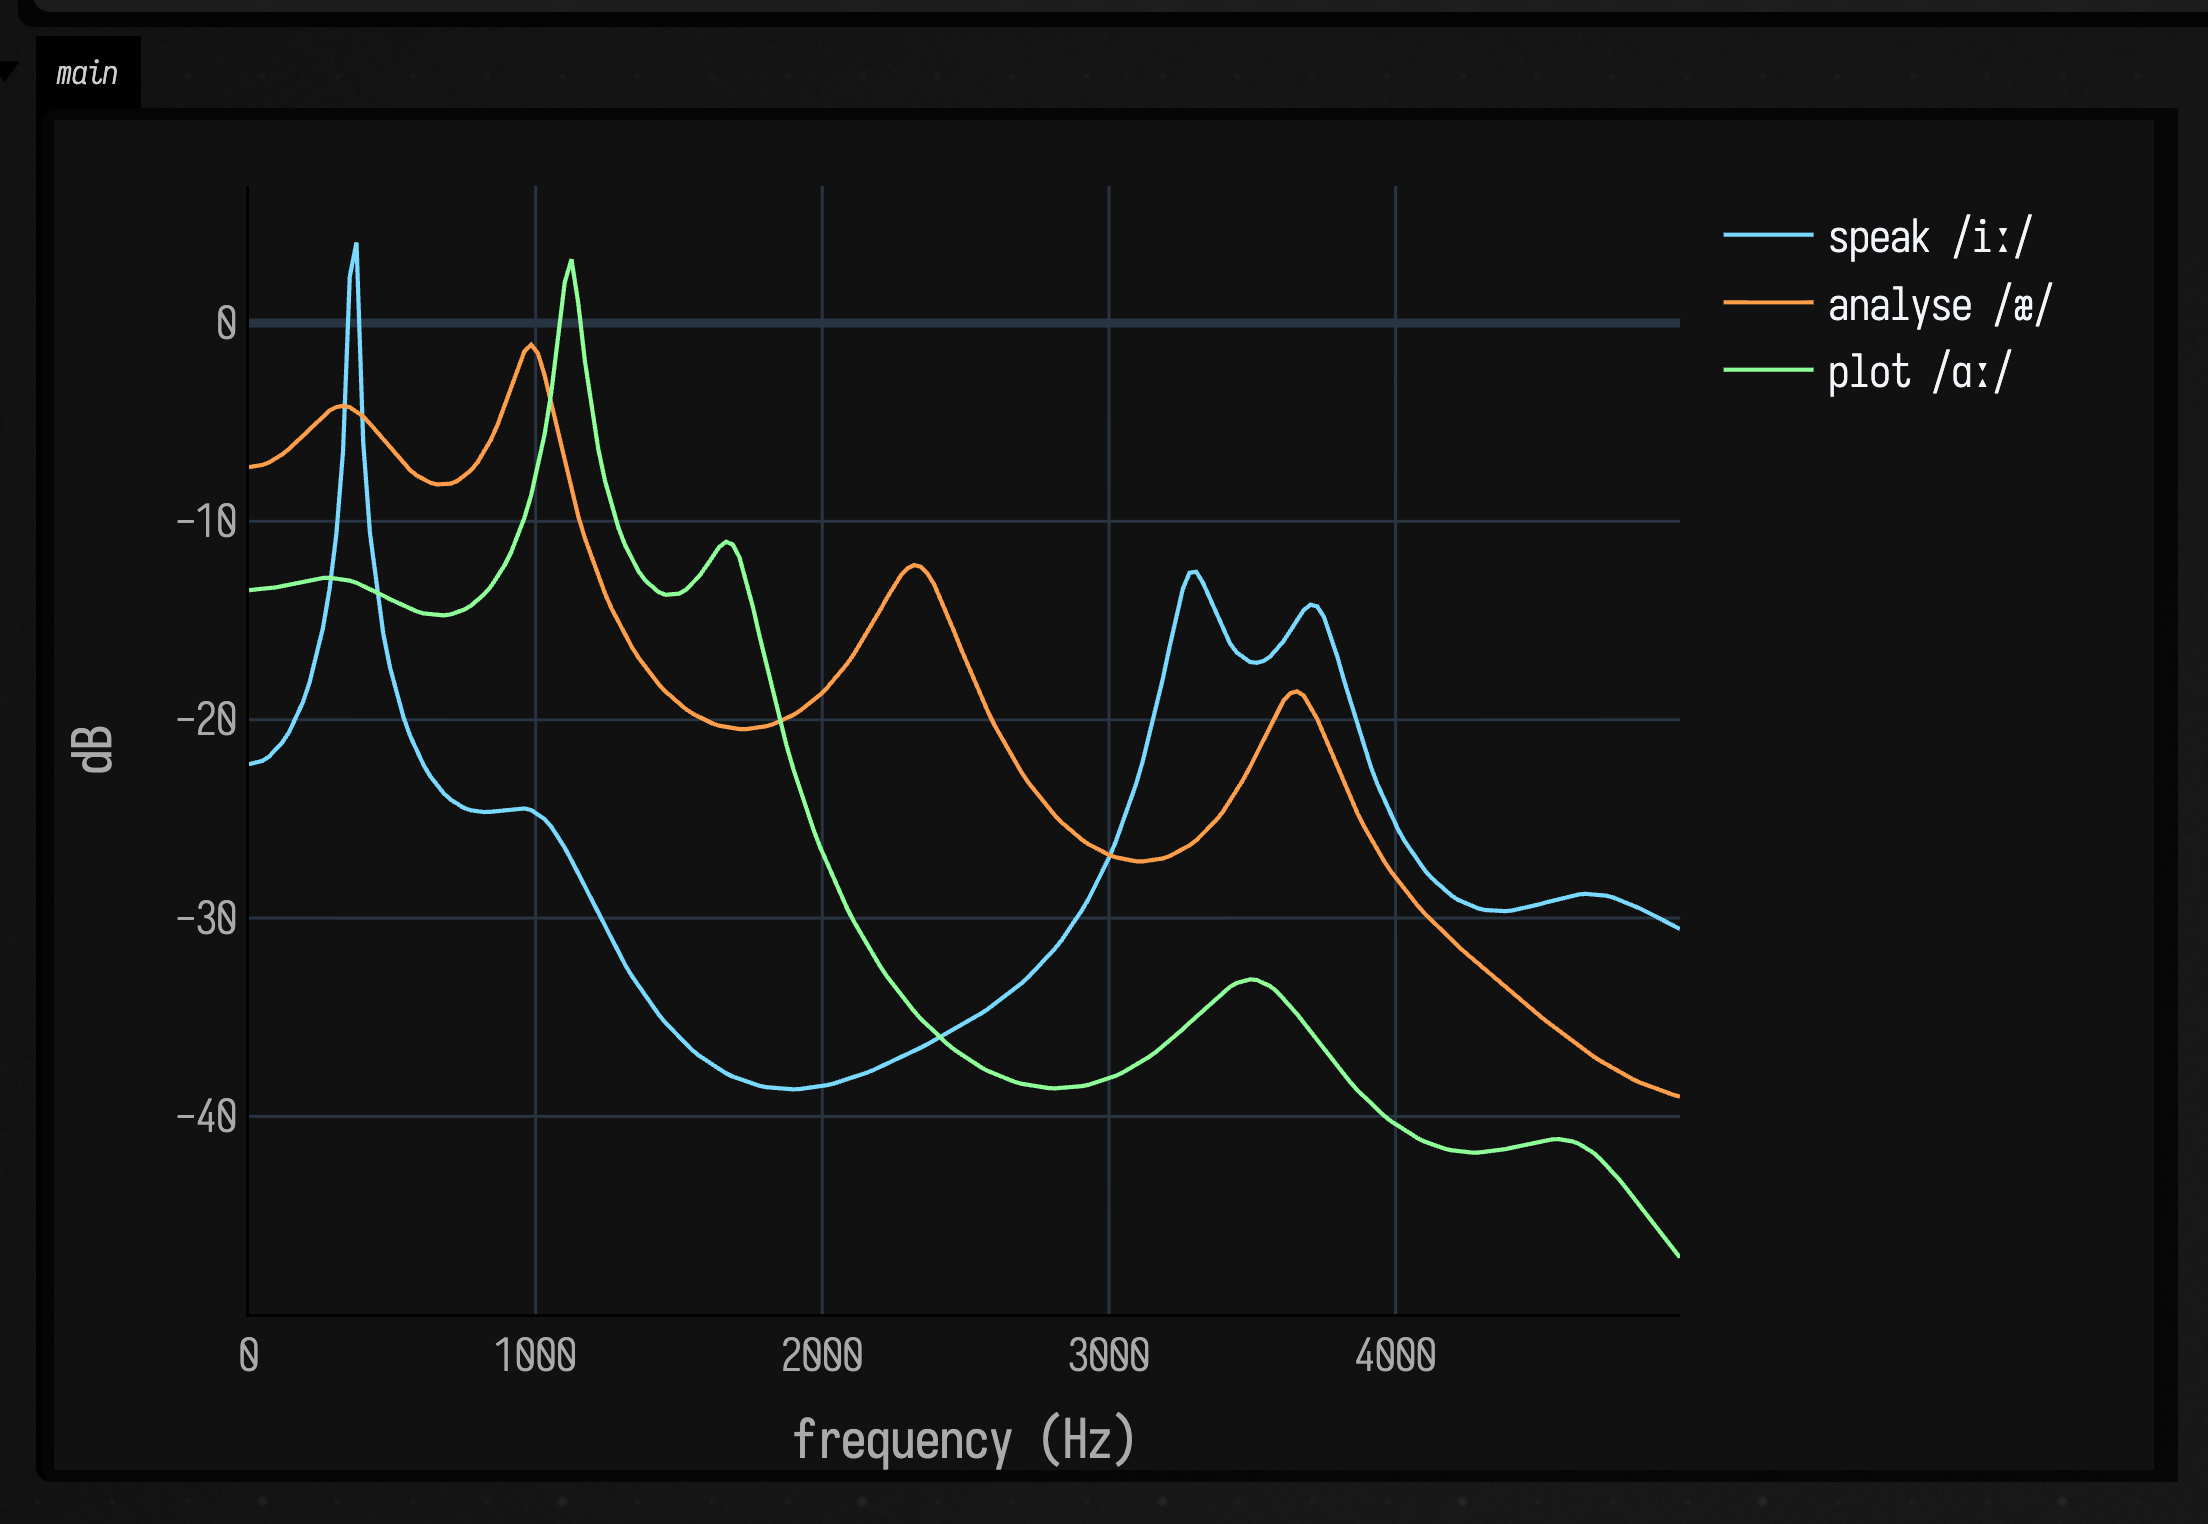 main
speak /iː/
analyse /æ/
plot /ɑː/
0
−10
−20
−30
−40
dB
0 1000 2000 3000 4000
frequency (Hz)